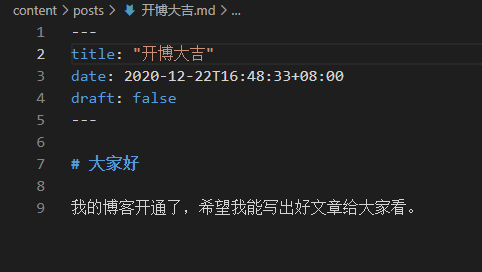 content > posts > 开博大吉.md > ...
1 ---
2 title: "开博大吉"
3 date: 2020-12-22T16:48:33+08:00
4 draft: false
5 ---
6
7 # 大家好
8
9 我的博客开通了，希望我能写出好文章给大家看。